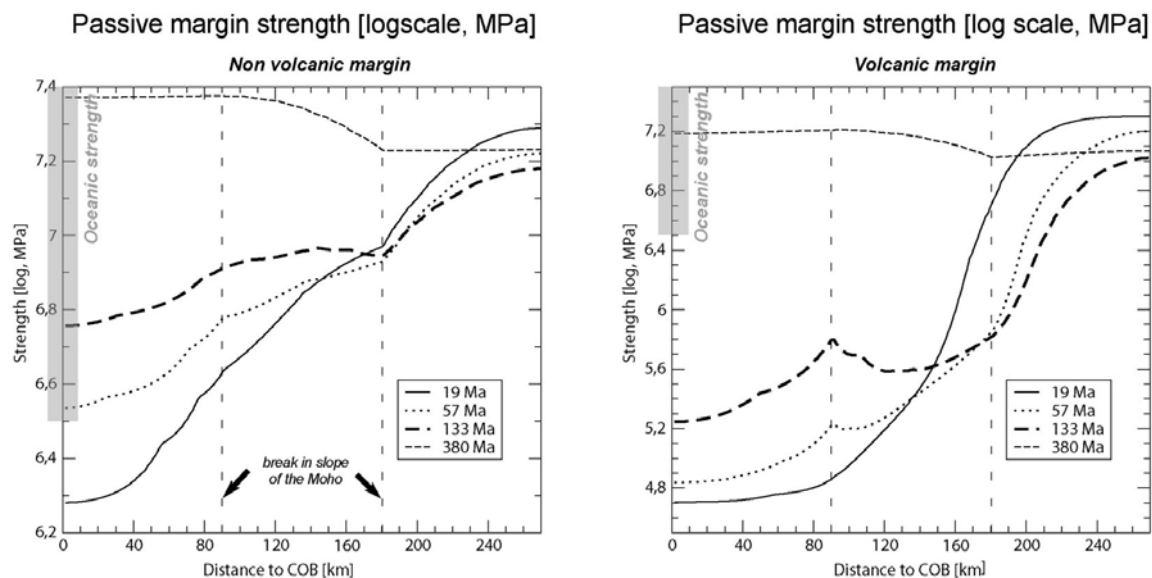 Passive margin strength [logscale, MPa]
Non volcanic margin
7,4
7,2
7
6,8
6,6
6,4
6,2
Strength [log, MPa]
Oceanic strength
19 Ma
57 Ma
133 Ma
380 Ma
break in slope
of the Moho
0 40 80 120 160 200 240
Distance to COB [km]
Passive margin strength [log scale, MPa]
Volcanic margin
7,2
6,8
6,4
6
5,6
5,2
4,8
Strength [log, MPa]
Oceanic strength
19 Ma
57 Ma
133 Ma
380 Ma
0 40 80 120 160 200 240
Distance to COB [km]